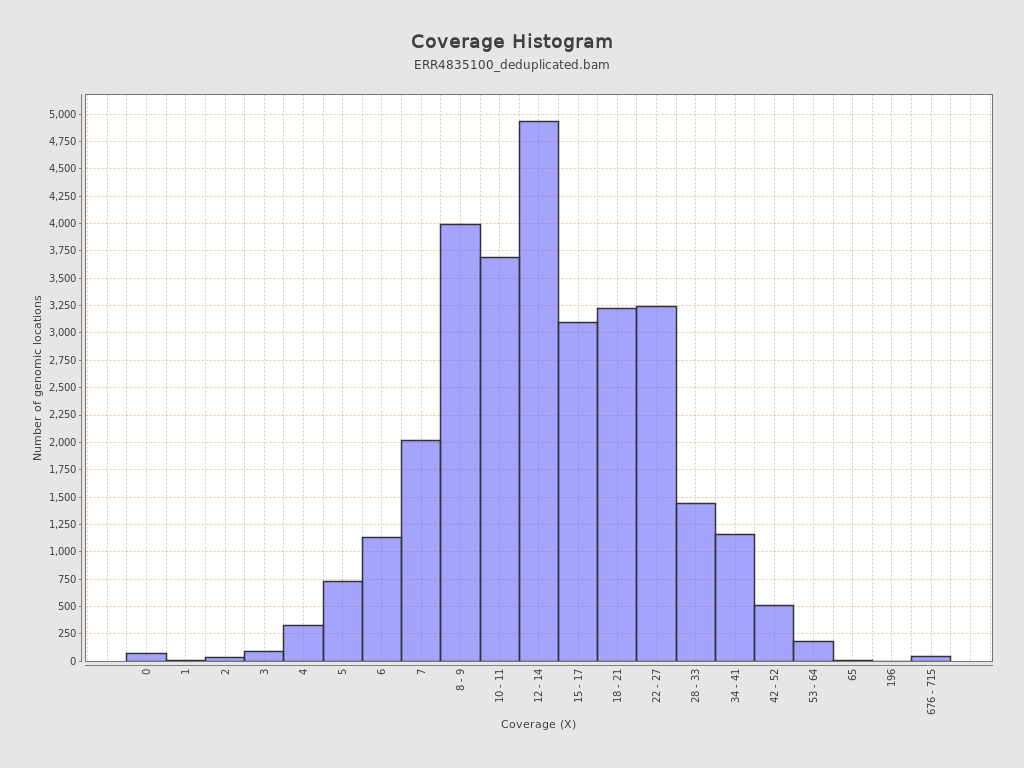 Coverage Histogram
ERR4835100_deduplicated.bam
Number of genomic locations
5,000
4,750
4,500
4,250
4,000
3,750
3,500
3,250
3,000
2,750
2,500
2,250
2,000
1,750
1,500
1,250
1,000
750
500
250
0
0
1
2
3
4
5
6
7
8 - 9
10 - 11
12 - 14
15 - 17
18 - 21
22 - 27
28 - 33
34 - 41
42 - 52
53 - 64
65
196
676 - 715
Coverage (X)